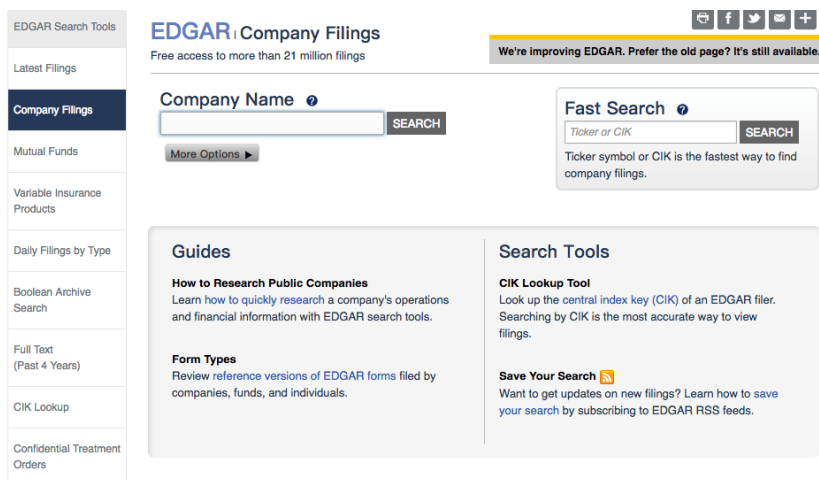 EDGAR Search Tools
Latest Filings
Company Filings
Mutual Funds
Variable Insurance
Products
Daily Filings by Type
Boolean Archive
Search
Full Text
(Past 4 Years)
CIK Lookup
Confidential Treatment
Orders
EDGAR | Company Filings
Free access to more than 21 million filings
We're improving EDGAR. Prefer the old page? It's still available.
Company Name ?
SEARCH
More Options ▶
Fast Search ?
Ticker or CIK SEARCH
Ticker symbol or CIK is the fastest way to find
company filings.
Guides
How to Research Public Companies
Learn how to quickly research a company's operations
and financial information with EDGAR search tools.
Form Types
Review reference versions of EDGAR forms filed by
companies, funds, and individuals.
Search Tools
CIK Lookup Tool
Look up the central index key (CIK) of an EDGAR filer.
Searching by CIK is the most accurate way to view
filings.
Save Your Search
Want to get updates on new filings? Learn how to save
your search by subscribing to EDGAR RSS feeds.